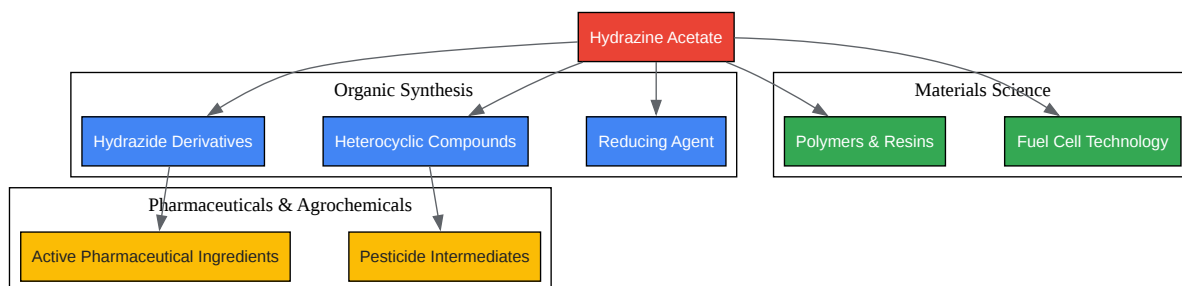 Hydrazine Acetate
Organic Synthesis
Materials Science
Hydrazide Derivatives
Heterocyclic Compounds
Reducing Agent
Polymers & Resins
Fuel Cell Technology
Pharmaceuticals & Agrochemicals
Active Pharmaceutical Ingredients
Pesticide Intermediates